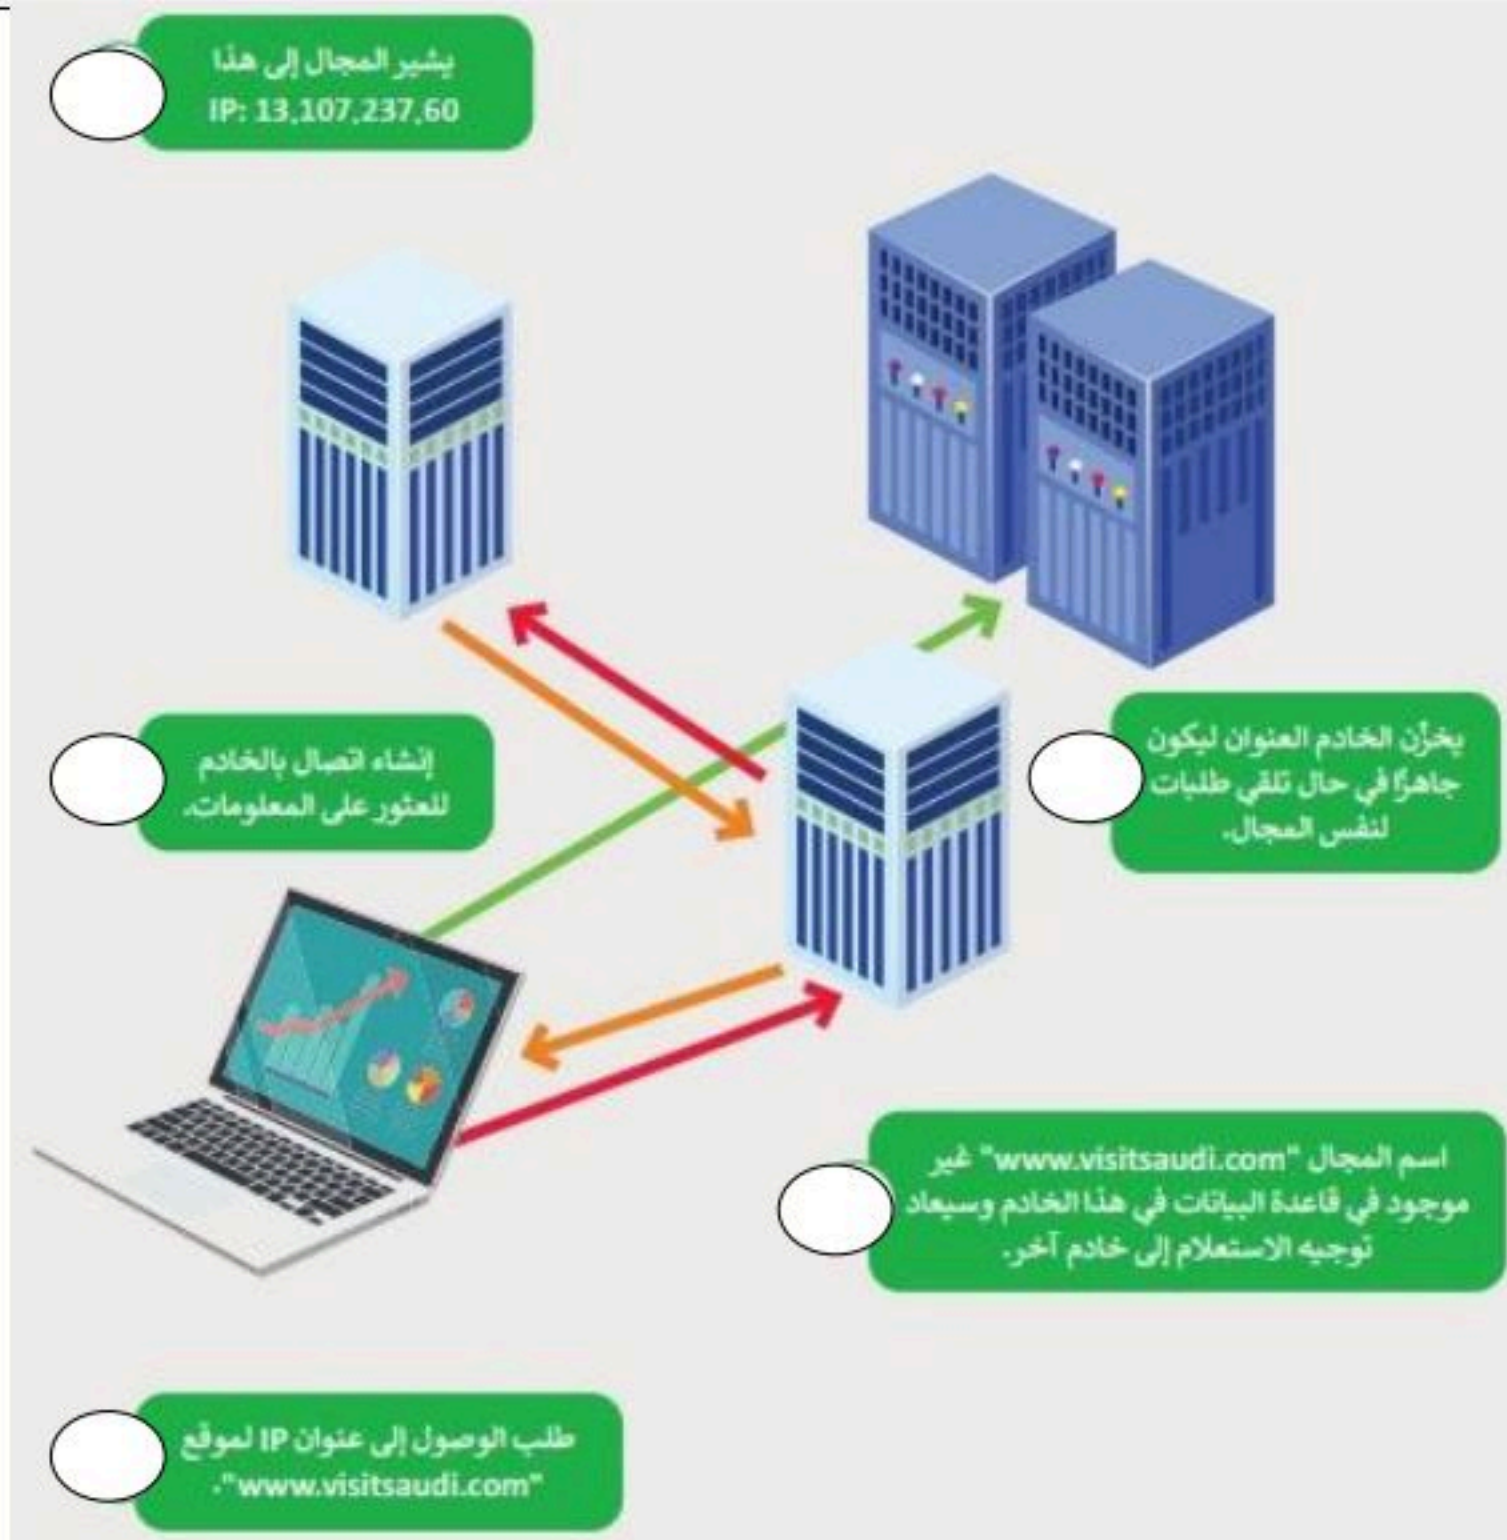 يشير المجال إلى هذا
IP: 13.107.237.60
إنشاء اتصال بالخادم
للعثور على المعلومات.
يخزّن الخادم العنوان ليكون
جاهزًا في حال تلقي طلبات
لنفس المجال.
اسم المجال "www.visitsaudi.com" غير
موجود في قاعدة البيانات في هذا الخادم وسيعاد
توجيه الاستعلام إلى خادم آخر.
طلب الوصول إلى عنوان IP لموقع
"www.visitsaudi.com".